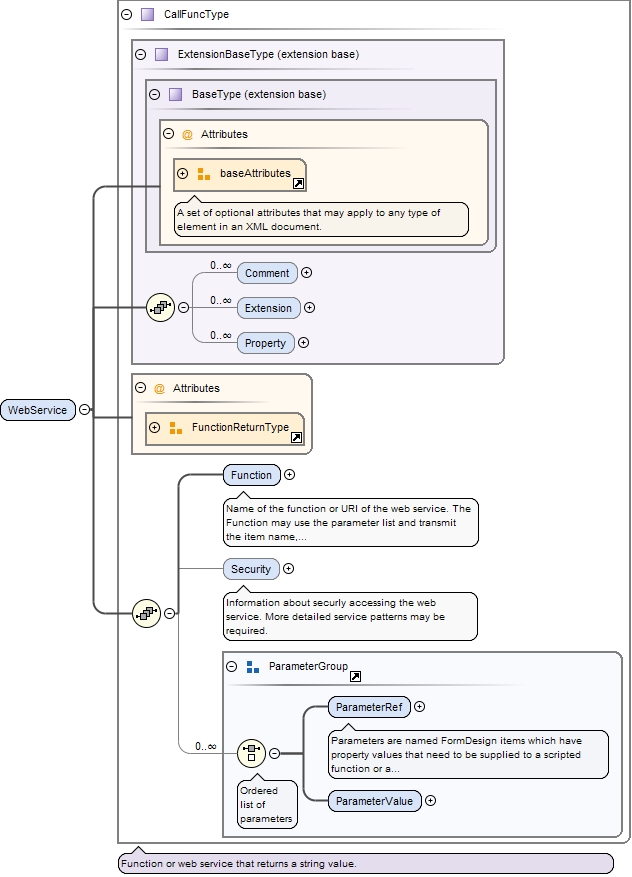 CallFuncType
ExtensionBaseType (extension base)
BaseType (extension base)
@ Attributes
baseAttributes
A set of optional attributes that may apply to any type of
element in an XML document.
0..∞
Comment
0..∞
Extension
0..∞
Property
WebService
@ Attributes
FunctionReturnType
Function
Name of the function or URI of the web service. The
Function may use the parameter list and transmit
the item name,...
Security
Information about securly accessing the web
service. More detailed service patterns may be
required.
ParameterGroup
ParameterRef
Parameters are named FormDesign items which have
property values that need to be supplied to a scripted
function or a...
0..∞
Ordered
list of
parameters
ParameterValue
Function or web service that returns a string value.